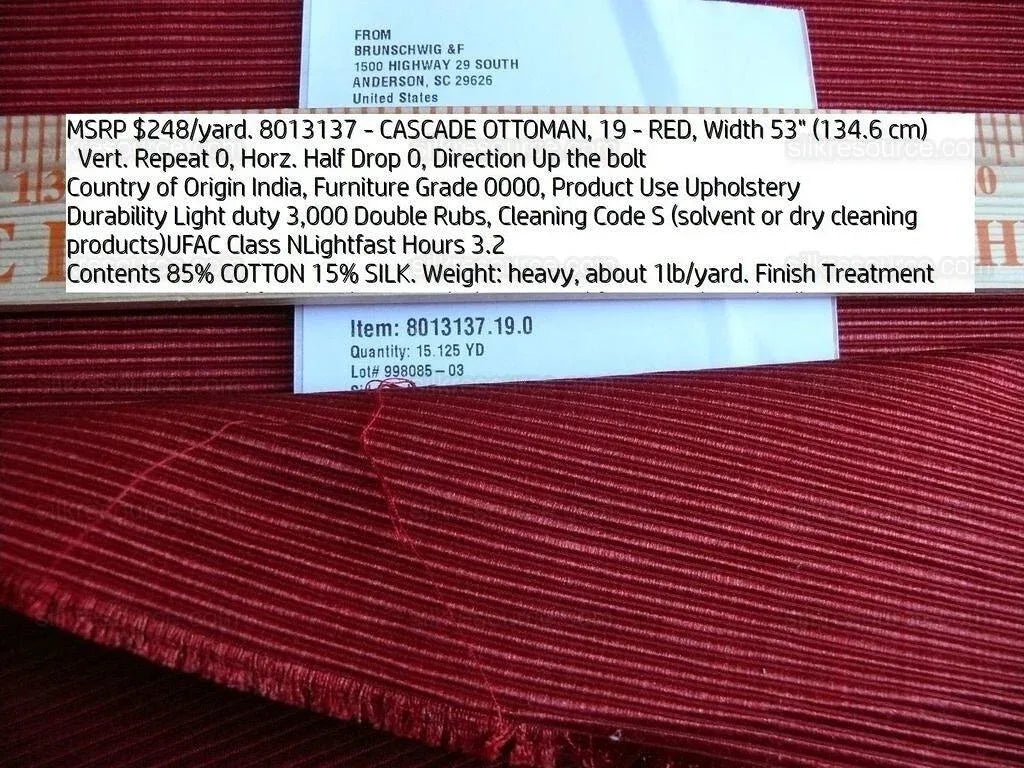 FROM
BRUNSCHWIG &F
1500 HIGHWAY 29 SOUTH
ANDERSON, SC 29626
United States
MSRP $248/yard. 8013137 - CASCADE OTTOMAN, 19 - RED, Width 53" (134.6 cm)
Vert. Repeat 0, Horz. Half Drop 0, Direction Up the bolt
Country of Origin India, Furniture Grade 0000, Product Use Upholstery
Durability Light duty 3,000 Double Rubs, Cleaning Code S (solvent or dry cleaning
products)UFAC Class NLightfast Hours 3.2
Contents 85% COTTON 15% SILK. Weight: heavy, about 1lb/yard. Finish Treatment
Item: 8013137.19.0
Quantity: 15.125 YD
Lot# 998085-03
silkresource.com